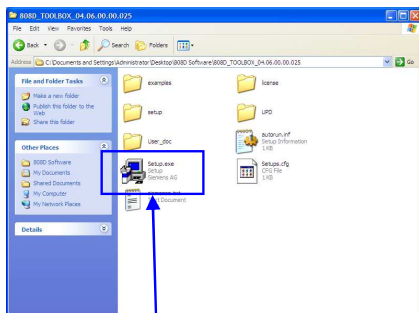 808D_TOOLBOX_04.06.00.00.025
File Edit View Favorites Tools Help
Back Search Folders
Address C:\Documents and Settings\Administrator\Desktop\808D Software\808D_TOOLBOX_04.06.00.00.025 Go
File and Folder Tasks
Make a new folder
Publish this folder to the
Web
Share this folder
Other Places
808D Software
My Documents
Shared Documents
My Computer
My Network Places
Details
examples
license
setup
UPD
User_doc
autorun.inf
Setup Information
1 KB
Setup.exe
Setup
Siemens AG
Setups.cfg
CFG File
1 KB
Text Document